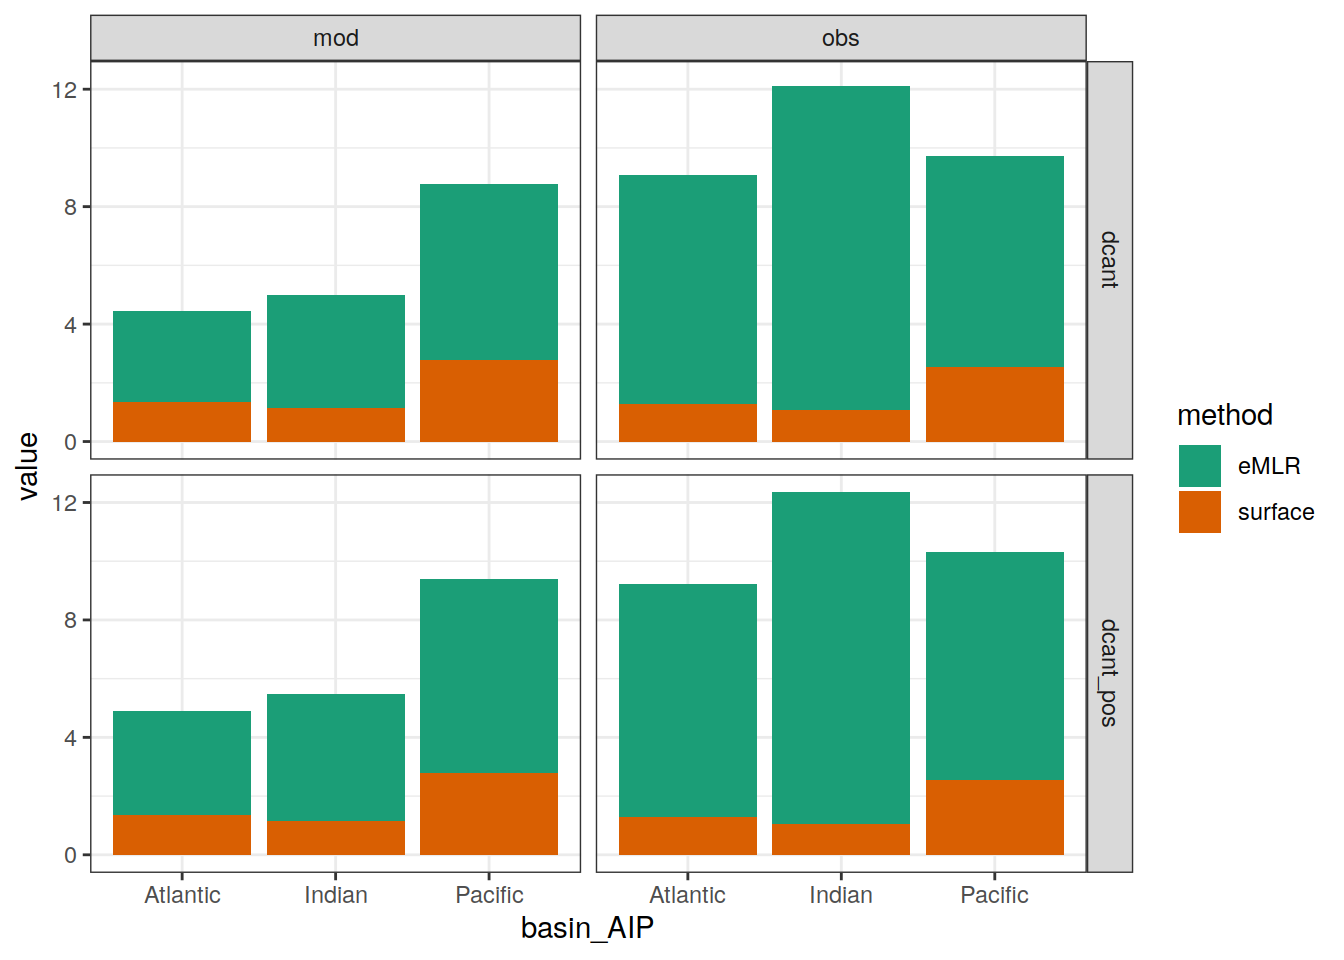 mod
obs
12
8
4
0
dcant
12
8
4
0
dcant_pos
value
Atlantic
Indian
Pacific
Atlantic
Indian
Pacific
basin_AIP
method
eMLR
surface